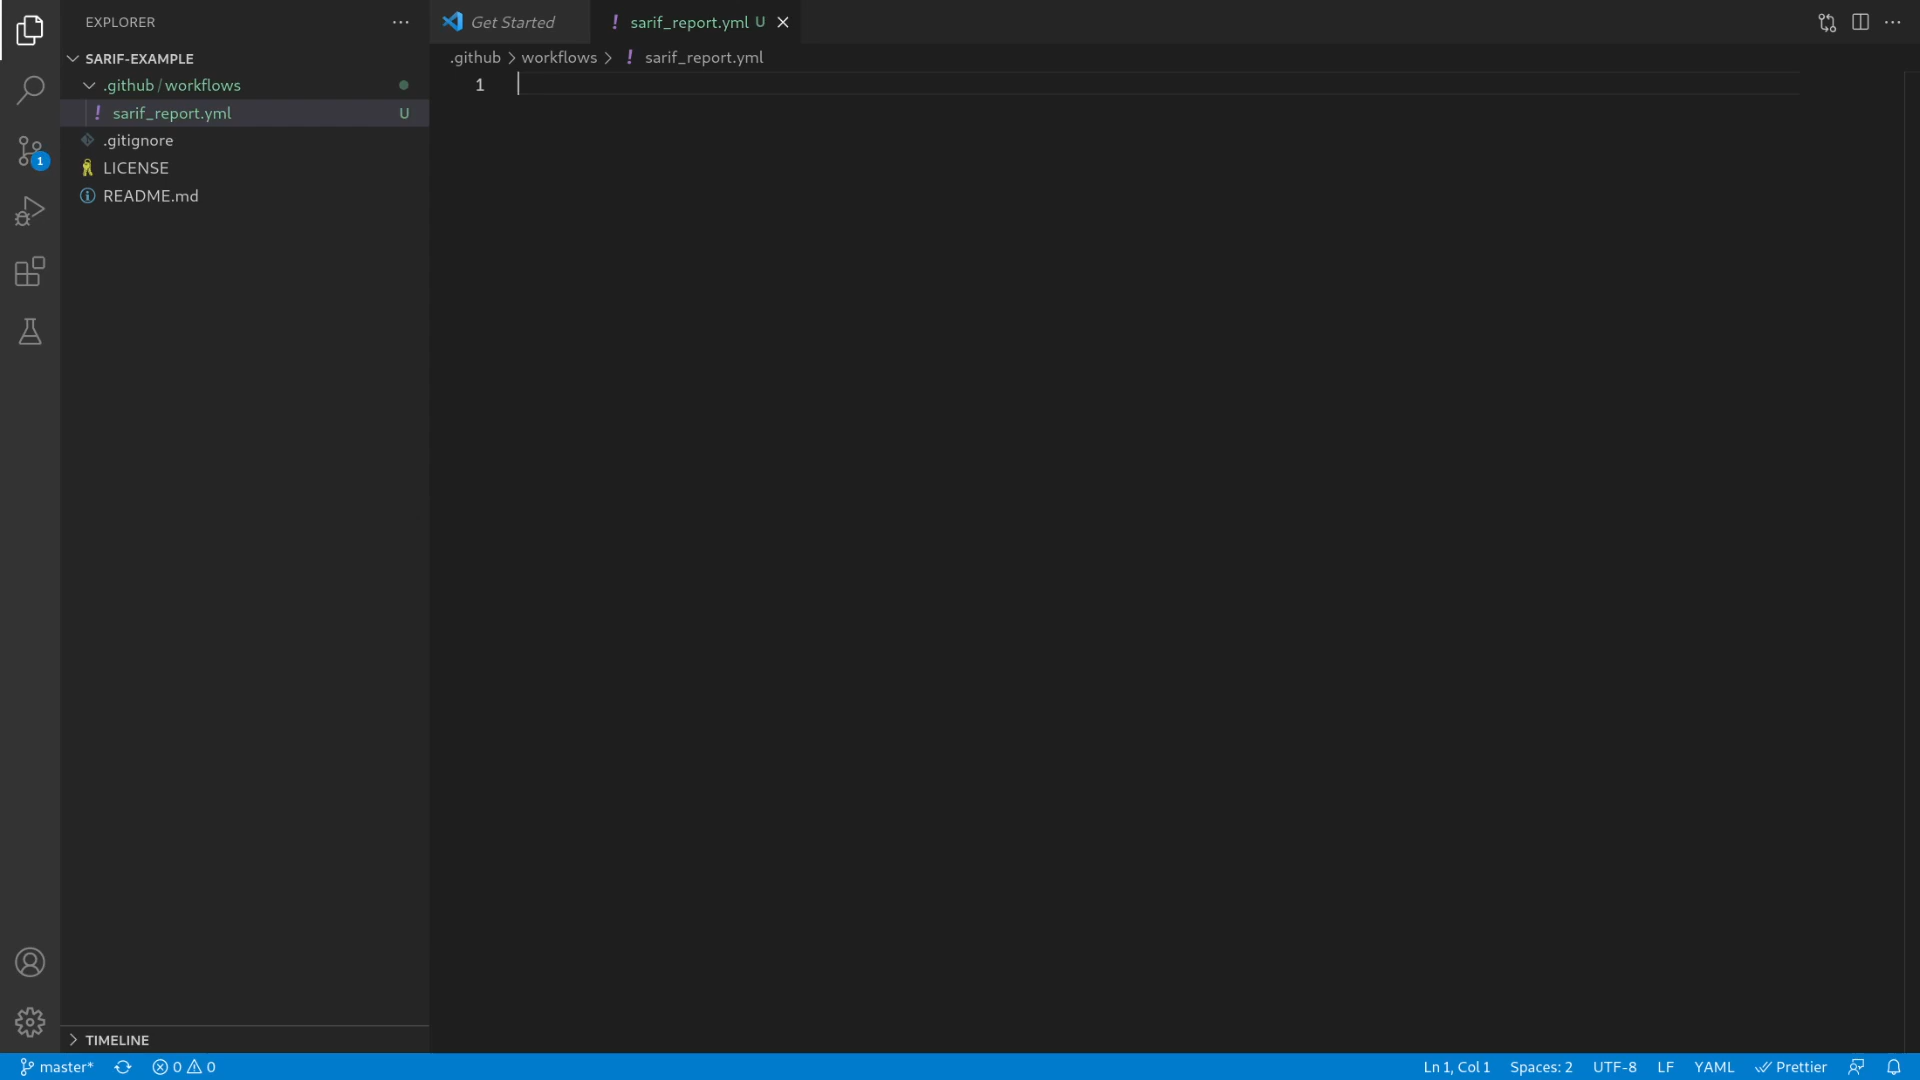 EXPLORER
Get Started
sarif_report.yml U
SARIF-EXAMPLE
.github > workflows > ! sarif_report.yml
.github / workflows
! sarif_report.yml U
.gitignore
LICENSE
README.md
1
1
TIMELINE
master* 0 0 Ln 1, Col 1 Spaces: 2 UTF-8 LF YAML Prettier